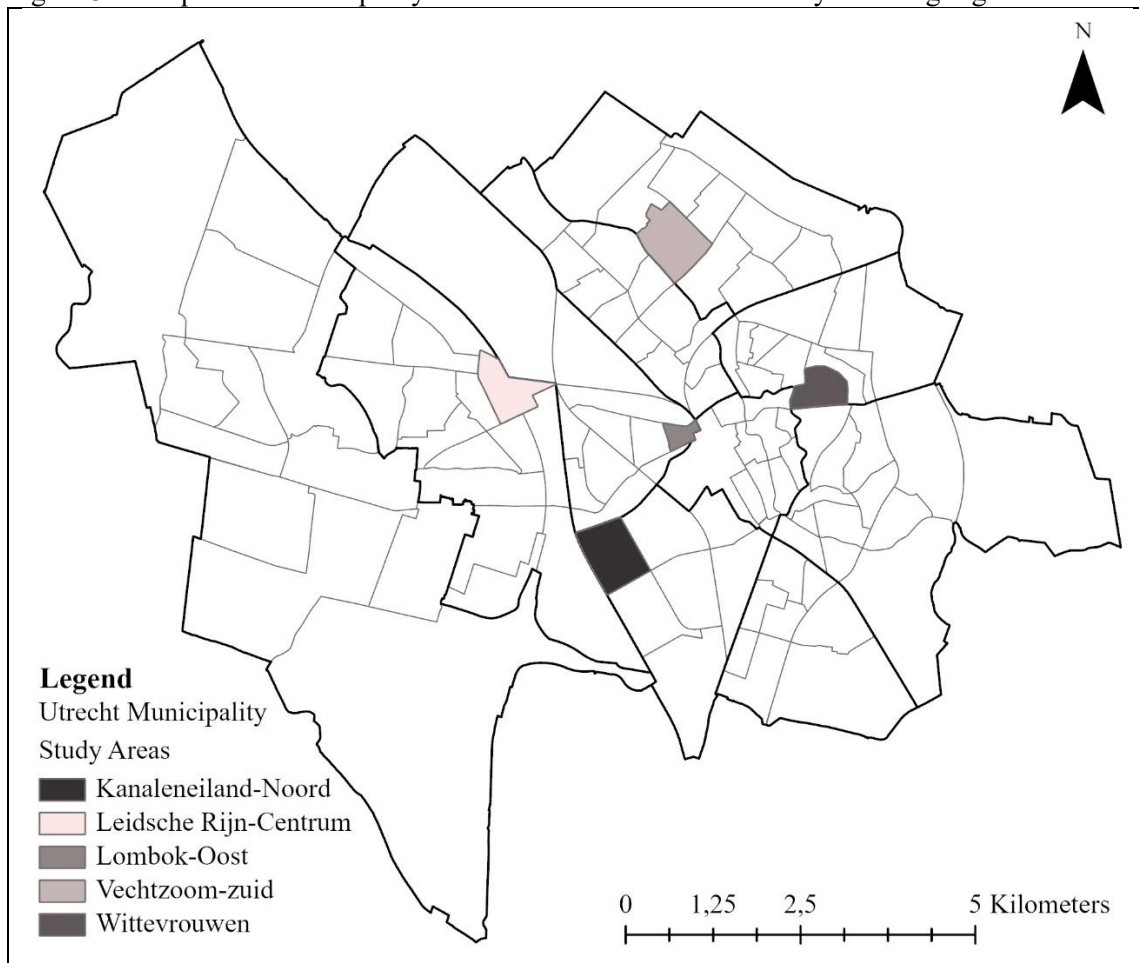 N
Legend
Utrecht Municipality
Study Areas
Kanaleneiland-Noord
Leidsche Rijn-Centrum
Lombok-Oost
Vechtzoom-zuid
Wittevrouwen
0 1,25 2,5 5 Kilometers